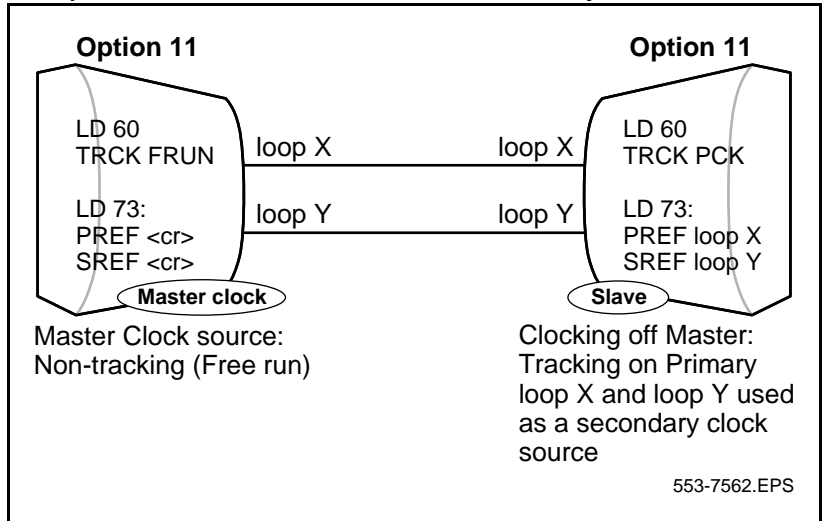 Option 11
LD 60
TRCK FRUN
LD 73:
PREF <cr>
SREF <cr>
Master clock
Master Clock source:
Non-tracking (Free run)
loop X
loop X
loop Y
loop Y
Option 11
LD 60
TRCK PCK
LD 73:
PREF loop X
SREF loop Y
Slave
Clocking off Master:
Tracking on Primary
loop X and loop Y used
as a secondary clock
source
553-7562.EPS